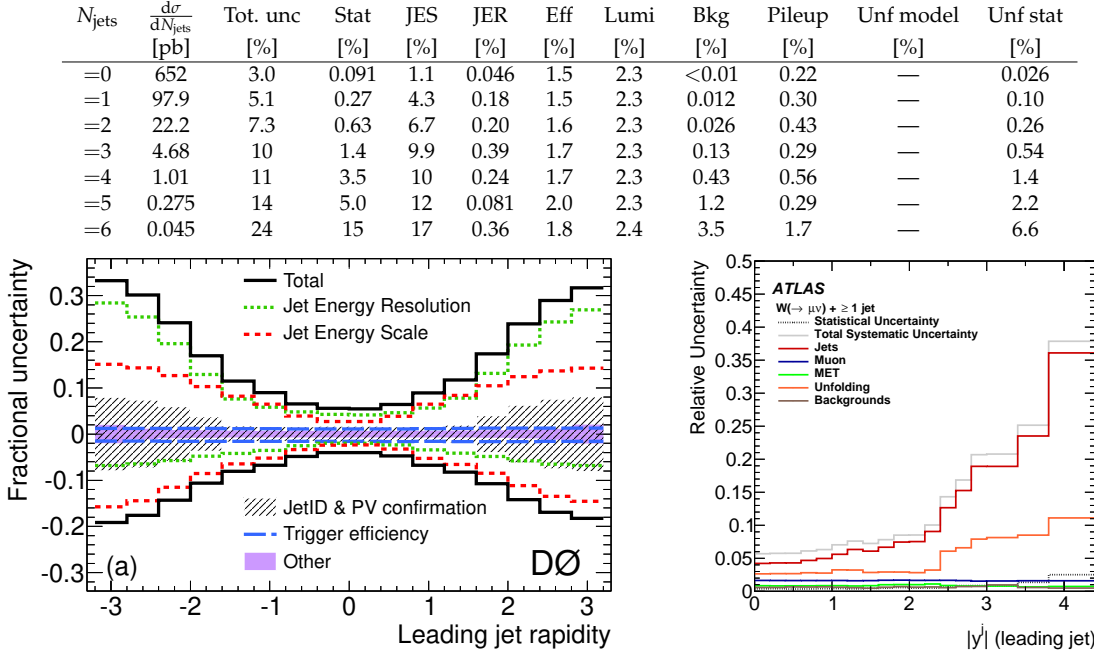 N_jets dσ/dN_jets Tot. unc Stat JES JER Eff Lumi Bkg Pileup Unf model Unf stat
[pb] [%] [%] [%] [%] [%] [%] [%] [%] [%] [%]
=0 652 3.0 0.091 1.1 0.046 1.5 2.3 <0.01 0.22 — 0.026
=1 97.9 5.1 0.27 4.3 0.18 1.5 2.3 0.012 0.30 — 0.10
=2 22.2 7.3 0.63 6.7 0.20 1.6 2.3 0.026 0.43 — 0.26
=3 4.68 10 1.4 9.9 0.39 1.7 2.3 0.13 0.29 — 0.54
=4 1.01 11 3.5 10 0.24 1.7 2.3 0.43 0.56 — 1.4
=5 0.275 14 5.0 12 0.081 2.0 2.3 1.2 0.29 — 2.2
=6 0.045 24 15 17 0.36 1.8 2.4 3.5 1.7 — 6.6
Fractional uncertainty
0.3
0.2
0.1
0
-0.1
-0.2
-0.3
Total
Jet Energy Resolution
Jet Energy Scale
JetID & PV confirmation
Trigger efficiency
Other
(a)
DØ
-3 -2 -1 0 1 2 3
Leading jet rapidity
Relative Uncertainty
0.5
0.45
0.4
0.35
0.3
0.25
0.2
0.15
0.1
0.05
0
ATLAS
W(→ μν) + ≥ 1 jet
Statistical Uncertainty
Total Systematic Uncertainty
Jets
Muon
MET
Unfolding
Backgrounds
0 1 2 3 4
|y^j| (leading jet)